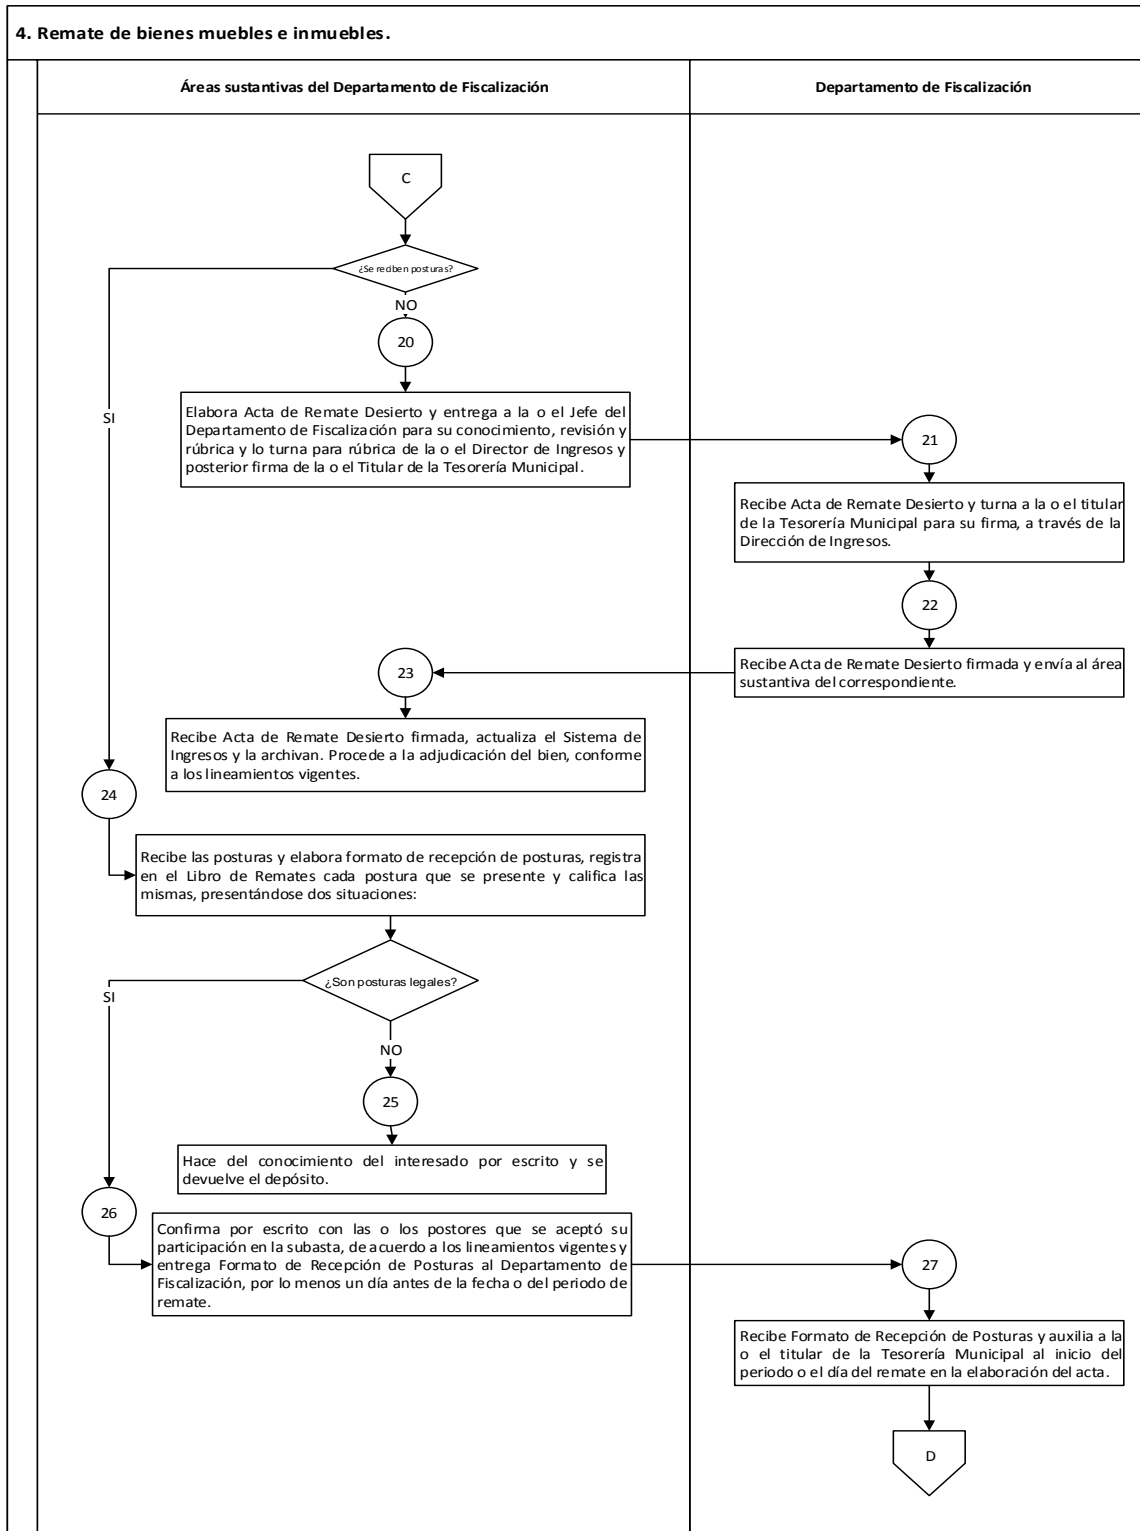 4. Remate de bienes muebles e inmuebles.
Áreas sustantivas del Departamento de Fiscalización
Departamento de Fiscalización
C
¿Se reciben posturas?
NO
20
SI
Elabora Acta de Remate Desierto y entrega a la o el Jefe del
Departamento de Fiscalización para su conocimiento, revisión y
rúbrica y lo turna para rúbrica de la o el Director de Ingresos y
posterior firma de la o el Titular de la Tesorería Municipal.
21
Recibe Acta de Remate Desierto y turna a la o el titular
de la Tesorería Municipal para su firma, a través de la
Dirección de Ingresos.
22
Recibe Acta de Remate Desierto firmada y envía al área
sustantiva del correspondiente.
23
Recibe Acta de Remate Desierto firmada, actualiza el Sistema de
Ingresos y la archivan. Procede a la adjudicación del bien, conforme
a los lineamientos vigentes.
24
Recibe las posturas y elabora formato de recepción de posturas, registra
en el Libro de Remates cada postura que se presente y califica las
mismas, presentándose dos situaciones:
¿Son posturas legales?
SI
NO
25
Hace del conocimiento del interesado por escrito y se
devuelve el depósito.
26
Confirma por escrito con las o los postores que se aceptó su
participación en la subasta, de acuerdo a los lineamientos vigentes y
entrega Formato de Recepción de Posturas al Departamento de
Fiscalización, por lo menos un día antes de la fecha o del periodo de
remate.
27
Recibe Formato de Recepción de Posturas y auxilia a la
o el titular de la Tesorería Municipal al inicio del
periodo o el día del remate en la elaboración del acta.
D